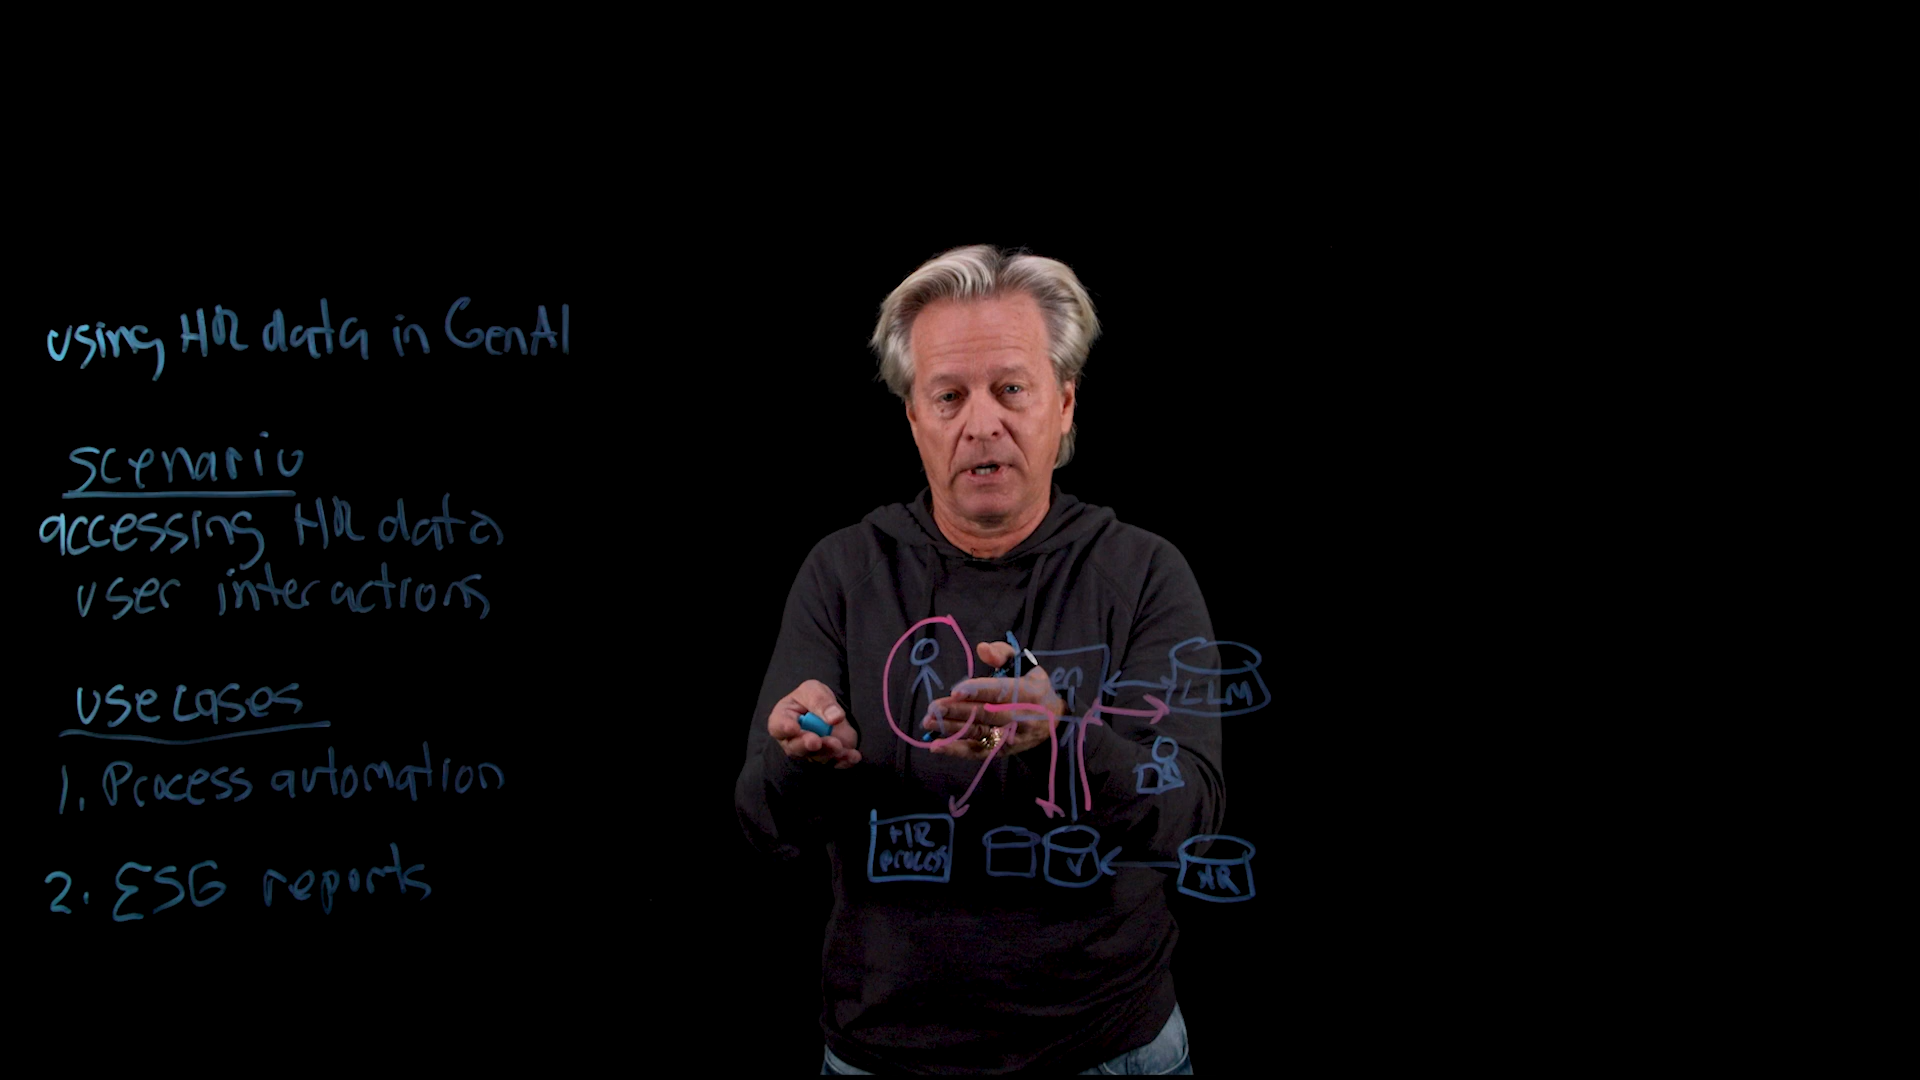 using HR data in GenAI
scenario
accessing HR data
user interactions
use cases
1. Process automation
2. ESG reports
en
LLM
HR
process
V
HR